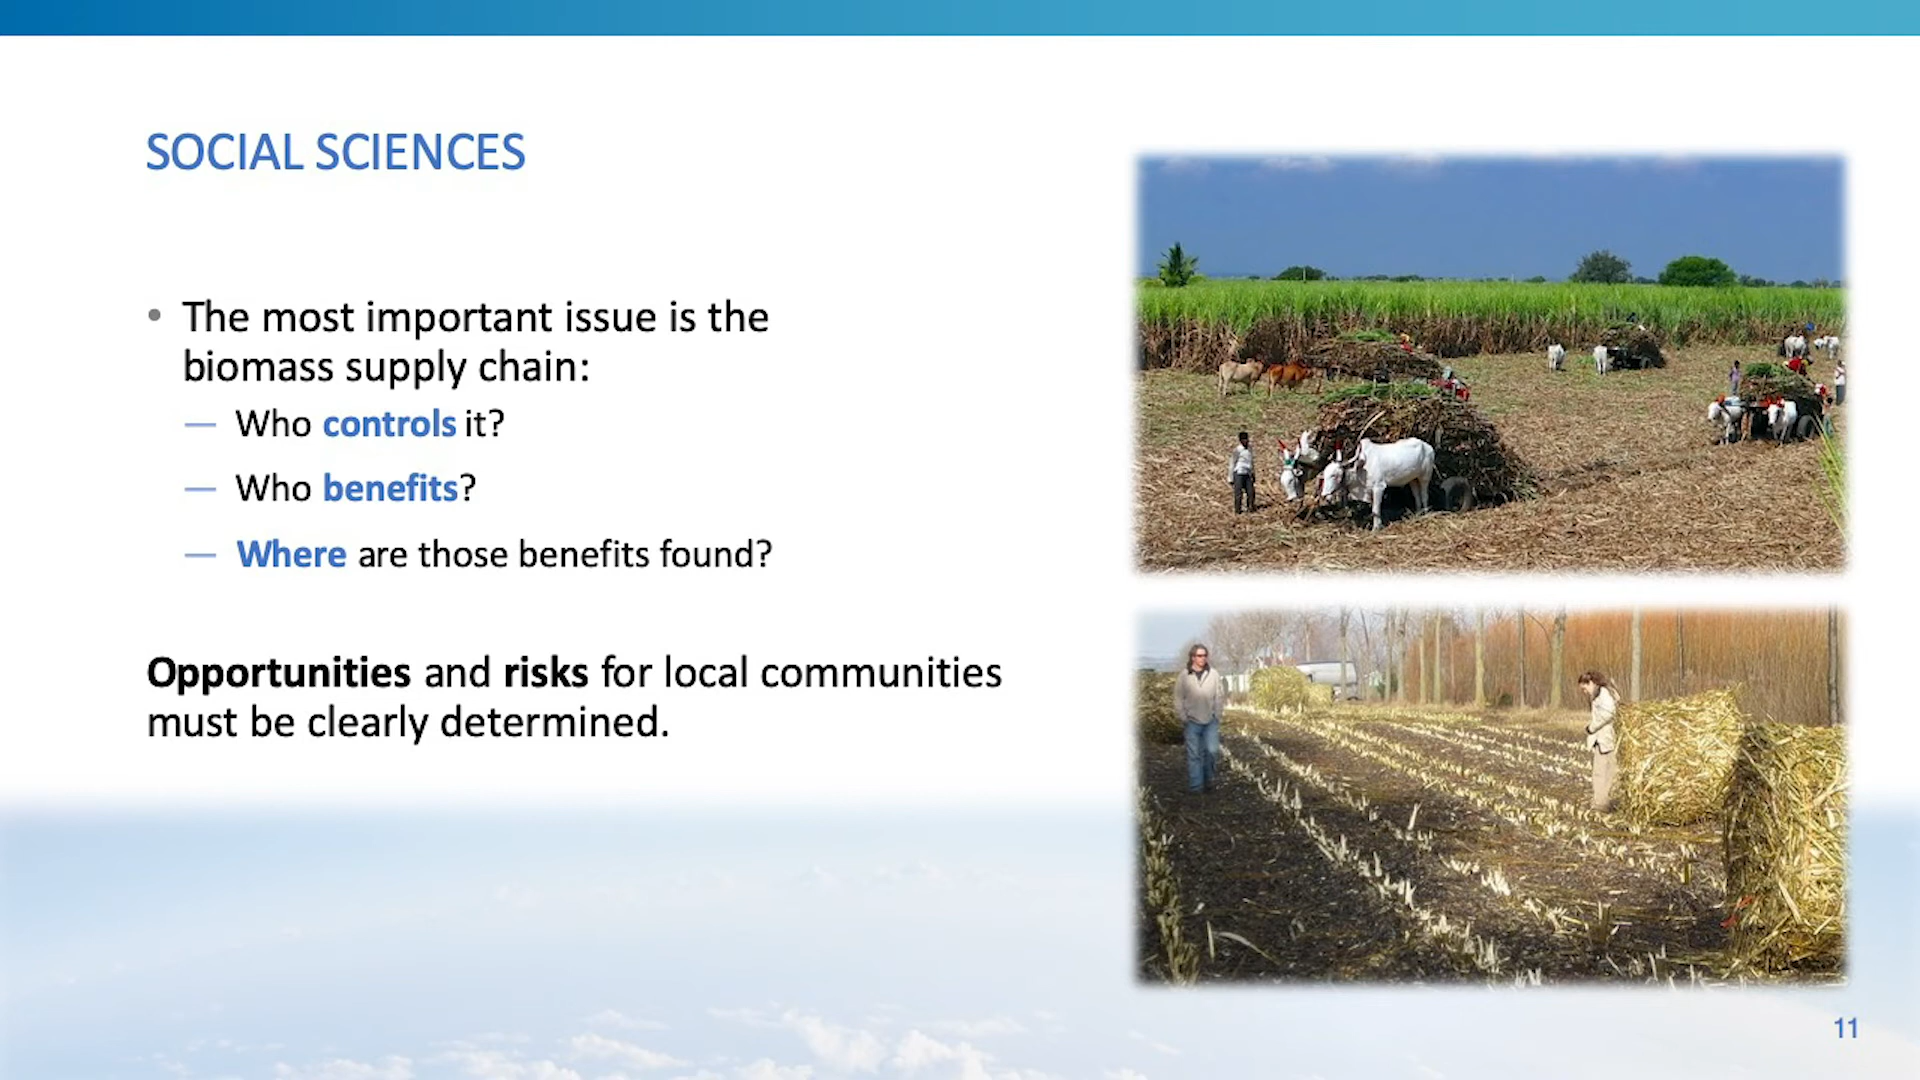 SOCIAL SCIENCES
• The most important issue is the
biomass supply chain:
— Who controls it?
— Who benefits?
— Where are those benefits found?
Opportunities and risks for local communities
must be clearly determined.
11